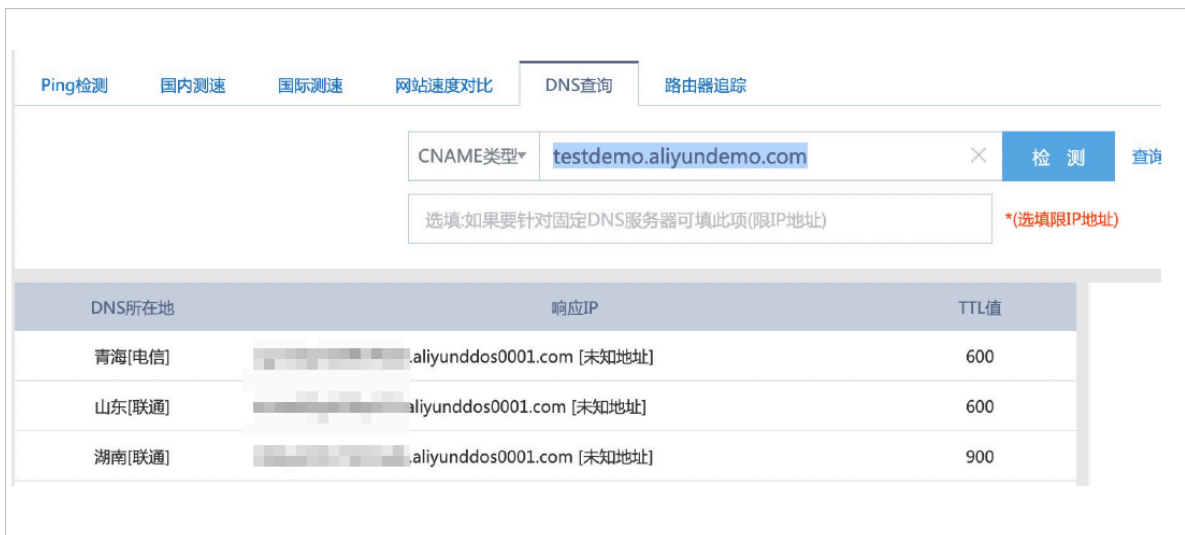 Ping检测 国内测速 国际测速 网站速度对比 DNS查询 路由器追踪
CNAME类型 testdemo.aliyundemo.com 检 测 查询
选填:如果要针对固定DNS服务器可填此项(限IP地址) *(选填限IP地址)
DNS所在地 响应IP TTL值
青海[电信] .aliyunddos0001.com [未知地址] 600
山东[联通] aliyunddos0001.com [未知地址] 600
湖南[联通] .aliyunddos0001.com [未知地址] 900